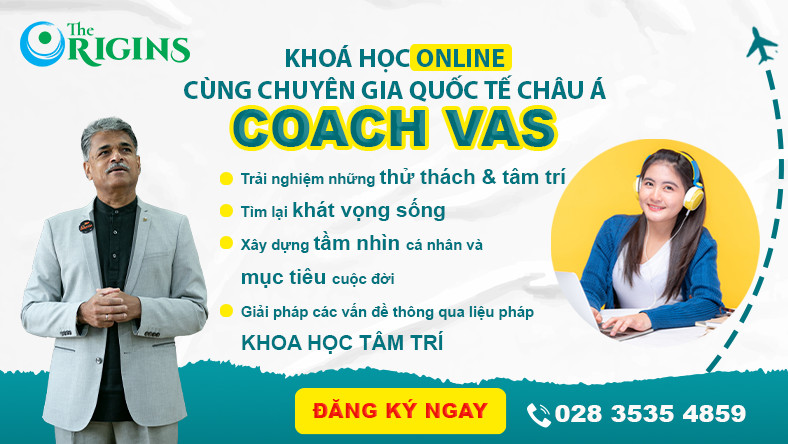 The
ORIGINS
KHOÁ HỌC ONLINE
CÙNG CHUYÊN GIA QUỐC TẾ CHÂU Á
COACH VAS
Trải nghiệm những thử thách & tâm trí
Tìm lại khát vọng sống
Xây dựng tầm nhìn cá nhân và
mục tiêu cuộc đời
Giải pháp các vấn đề thông qua liệu pháp
KHOA HỌC TÂM TRÍ
ĐĂNG KÝ NGAY
028 3535 4859